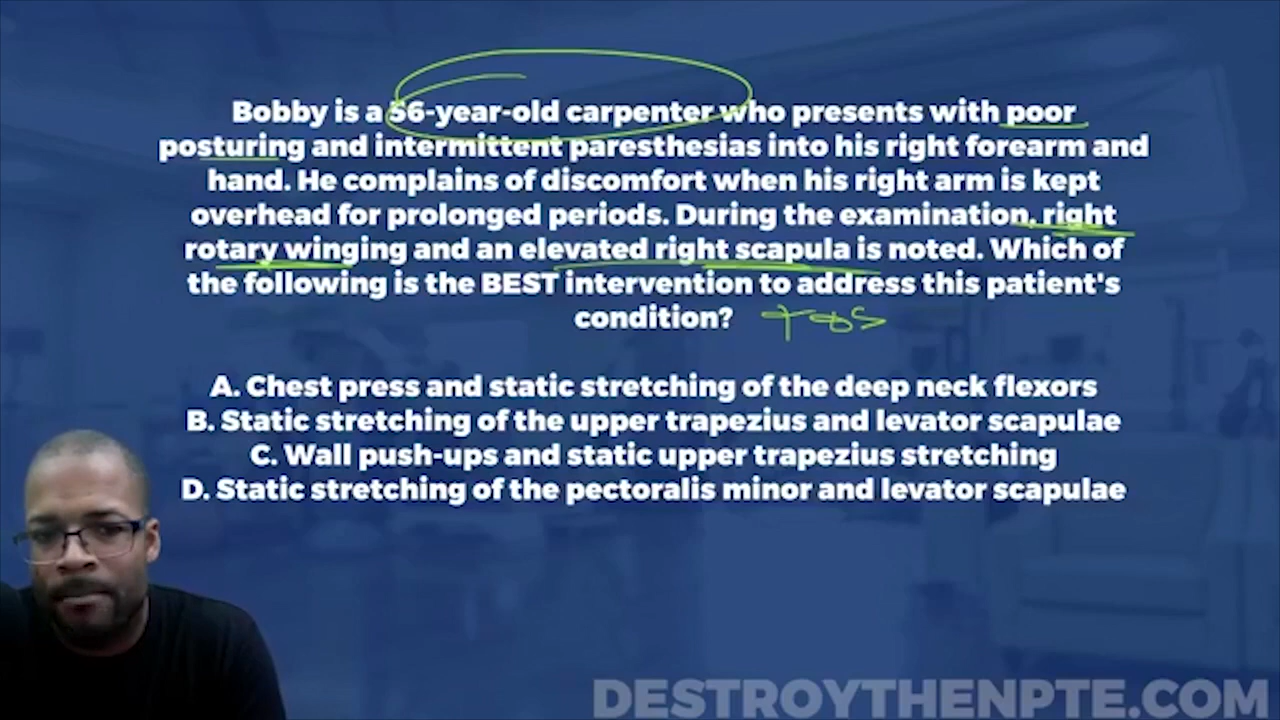 Bobby is a 56-year-old carpenter who presents with poor
posturing and intermittent paresthesias into his right forearm and
hand. He complains of discomfort when his right arm is kept
overhead for prolonged periods. During the examination, right
rotary winging and an elevated right scapula is noted. Which of
the following is the BEST intervention to address this patient's
condition? TOS
A. Chest press and static stretching of the deep neck flexors
B. Static stretching of the upper trapezius and levator scapulae
C. Wall push-ups and static upper trapezius stretching
D. Static stretching of the pectoralis minor and levator scapulae
DESTROYTHENPTE.COM